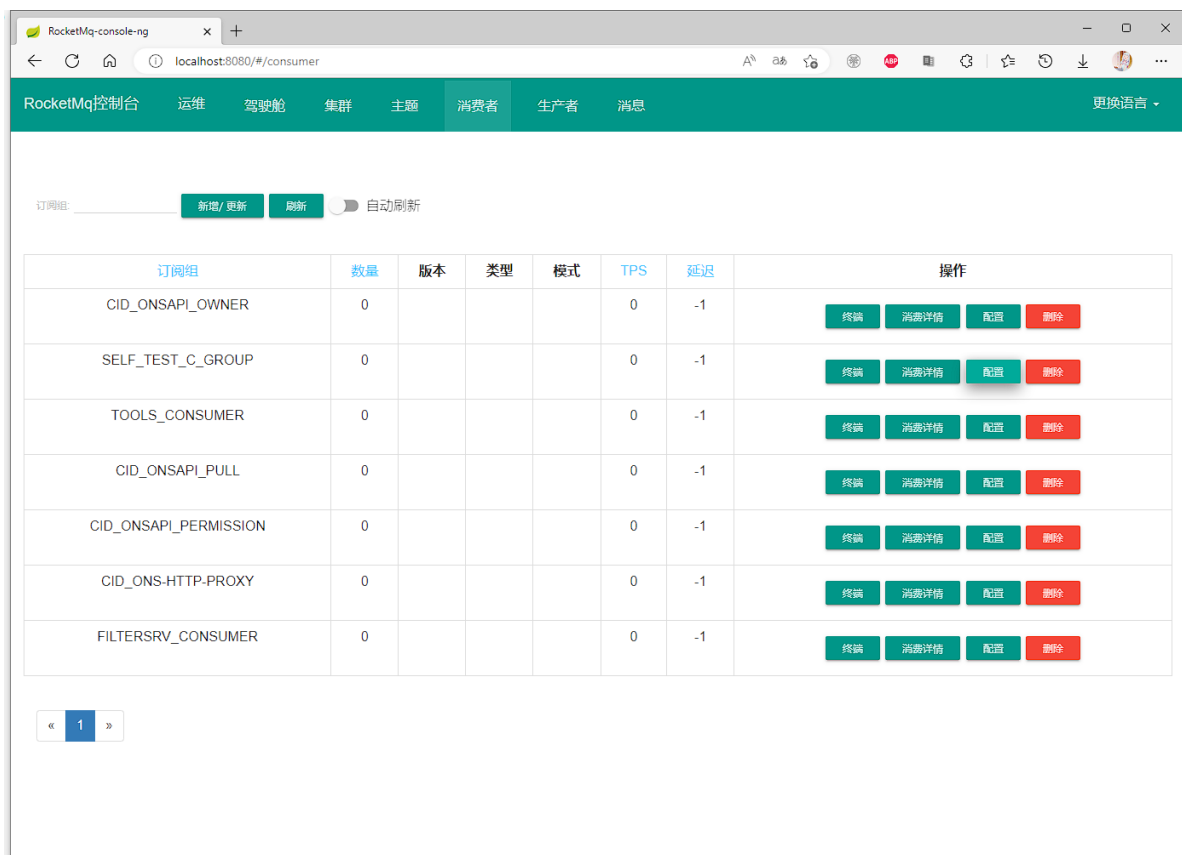 RocketMq-console-ng
localhost:8080/#/consumer
RocketMq控制台 运维 驾驶舱 集群 主题 消费者 生产者 消息 更换语言
订阅组: 新增/ 更新 刷新 自动刷新
订阅组 数量 版本 类型 模式 TPS 延迟 操作
CID_ONSAPI_OWNER 0 0 -1 终端 消费详情 配置 删除
SELF_TEST_C_GROUP 0 0 -1 终端 消费详情 配置 删除
TOOLS_CONSUMER 0 0 -1 终端 消费详情 配置 删除
CID_ONSAPI_PULL 0 0 -1 终端 消费详情 配置 删除
CID_ONSAPI_PERMISSION 0 0 -1 终端 消费详情 配置 删除
CID_ONS-HTTP-PROXY 0 0 -1 终端 消费详情 配置 删除
FILTERSRV_CONSUMER 0 0 -1 终端 消费详情 配置 删除
« 1 »